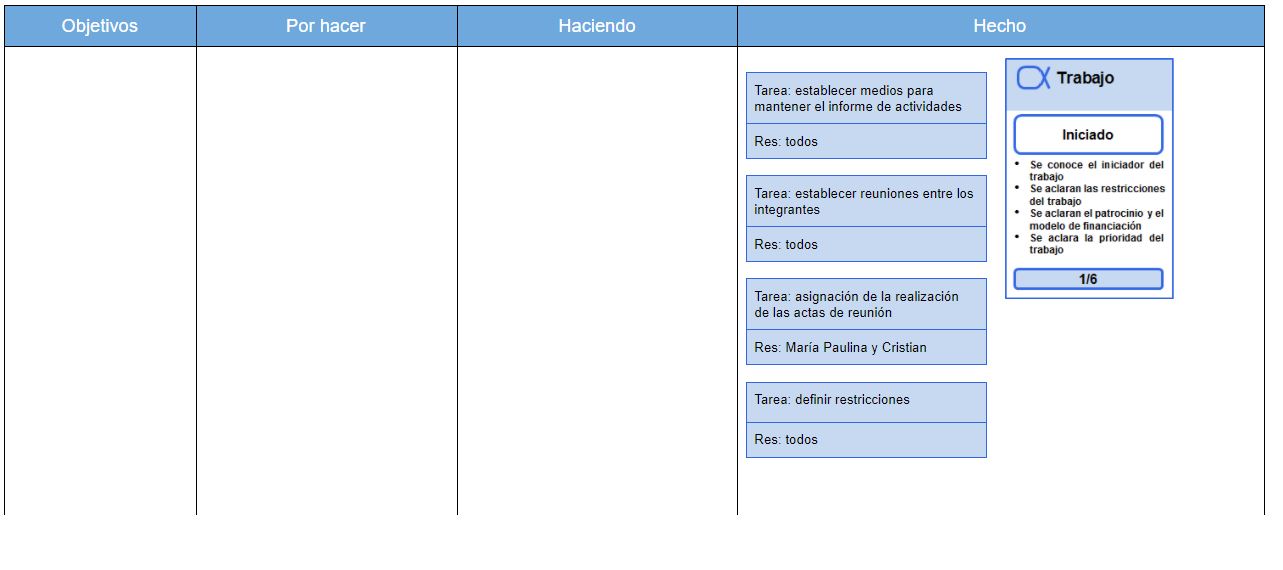 Objetivos
Por hacer
Haciendo
Hecho
Tarea: establecer medios para
mantener el informe de actividades
Res: todos
Tarea: establecer reuniones entre los
integrantes
Res: todos
Tarea: asignación de la realización
de las actas de reunión
Res: María Paulina y Cristian
Tarea: definir restricciones
Res: todos
Trabajo
Iniciado
• Se conoce el iniciador del
trabajo
• Se aclaran las restricciones
del trabajo
• Se aclaran el patrocinio y el
modelo de financiación
• Se aclara la prioridad del
trabajo
1/6